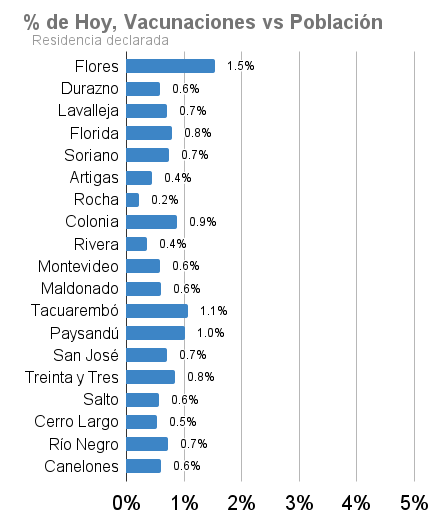 % de Hoy, Vacunaciones vs Población
Residencia declarada
Flores 1.5%
Durazno 0.6%
Lavalleja 0.7%
Florida 0.8%
Soriano 0.7%
Artigas 0.4%
Rocha 0.2%
Colonia 0.9%
Rivera 0.4%
Montevideo 0.6%
Maldonado 0.6%
Tacuarembó 1.1%
Paysandú 1.0%
San José 0.7%
Treinta y Tres 0.8%
Salto 0.6%
Cerro Largo 0.5%
Río Negro 0.7%
Canelones 0.6%
0% 1% 2% 3% 4% 5%